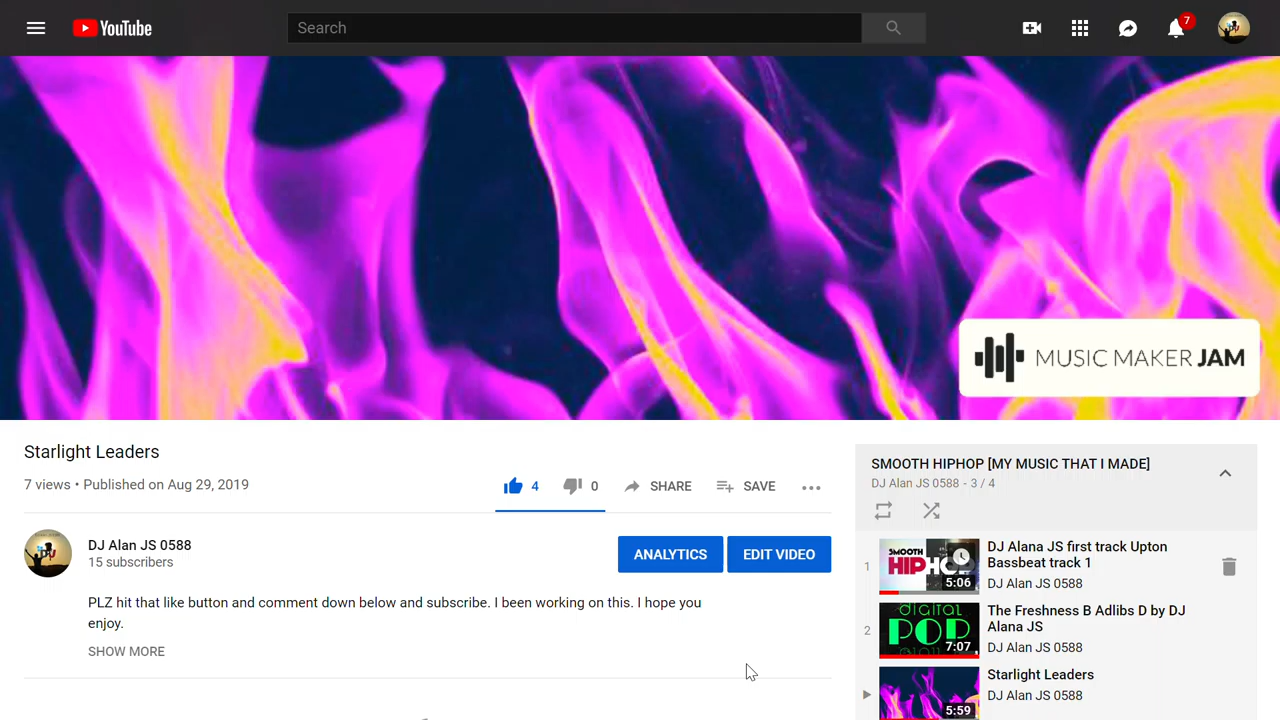 YouTube
Search
7
MUSIC MAKER JAM
Starlight Leaders
7 views • Published on Aug 29, 2019
4
0
SHARE
SAVE
DJ Alan JS 0588
15 subscribers
ANALYTICS
EDIT VIDEO
PLZ hit that like button and comment down below and subscribe. I been working on this. I hope you
enjoy.
SHOW MORE
SMOOTH HIPHOP [MY MUSIC THAT I MADE]
DJ Alan JS 0588 - 3 / 4
1
SMOOTH
HIPHO
5:06
DJ Alana JS first track Upton
Bassbeat track 1
DJ Alan JS 0588
2
digital
POP
7:07
The Freshness B Adlibs D by DJ
Alana JS
DJ Alan JS 0588
5:59
Starlight Leaders
DJ Alan JS 0588